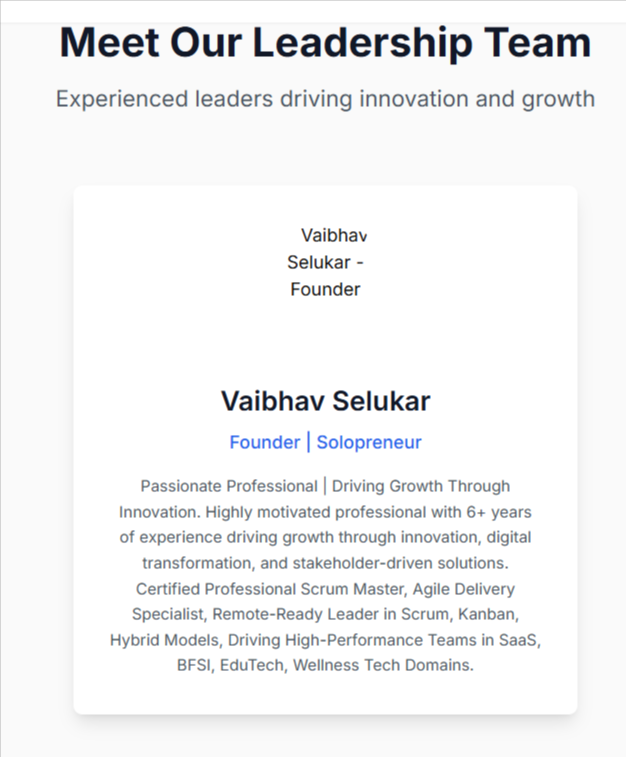 Meet Our Leadership Team
Experienced leaders driving innovation and growth
Vaibhav
Selukar -
Founder
Vaibhav Selukar
Founder | Solopreneur
Passionate Professional | Driving Growth Through
Innovation. Highly motivated professional with 6+ years
of experience driving growth through innovation, digital
transformation, and stakeholder-driven solutions.
Certified Professional Scrum Master, Agile Delivery
Specialist, Remote-Ready Leader in Scrum, Kanban,
Hybrid Models, Driving High-Performance Teams in SaaS,
BFSI, EduTech, Wellness Tech Domains.